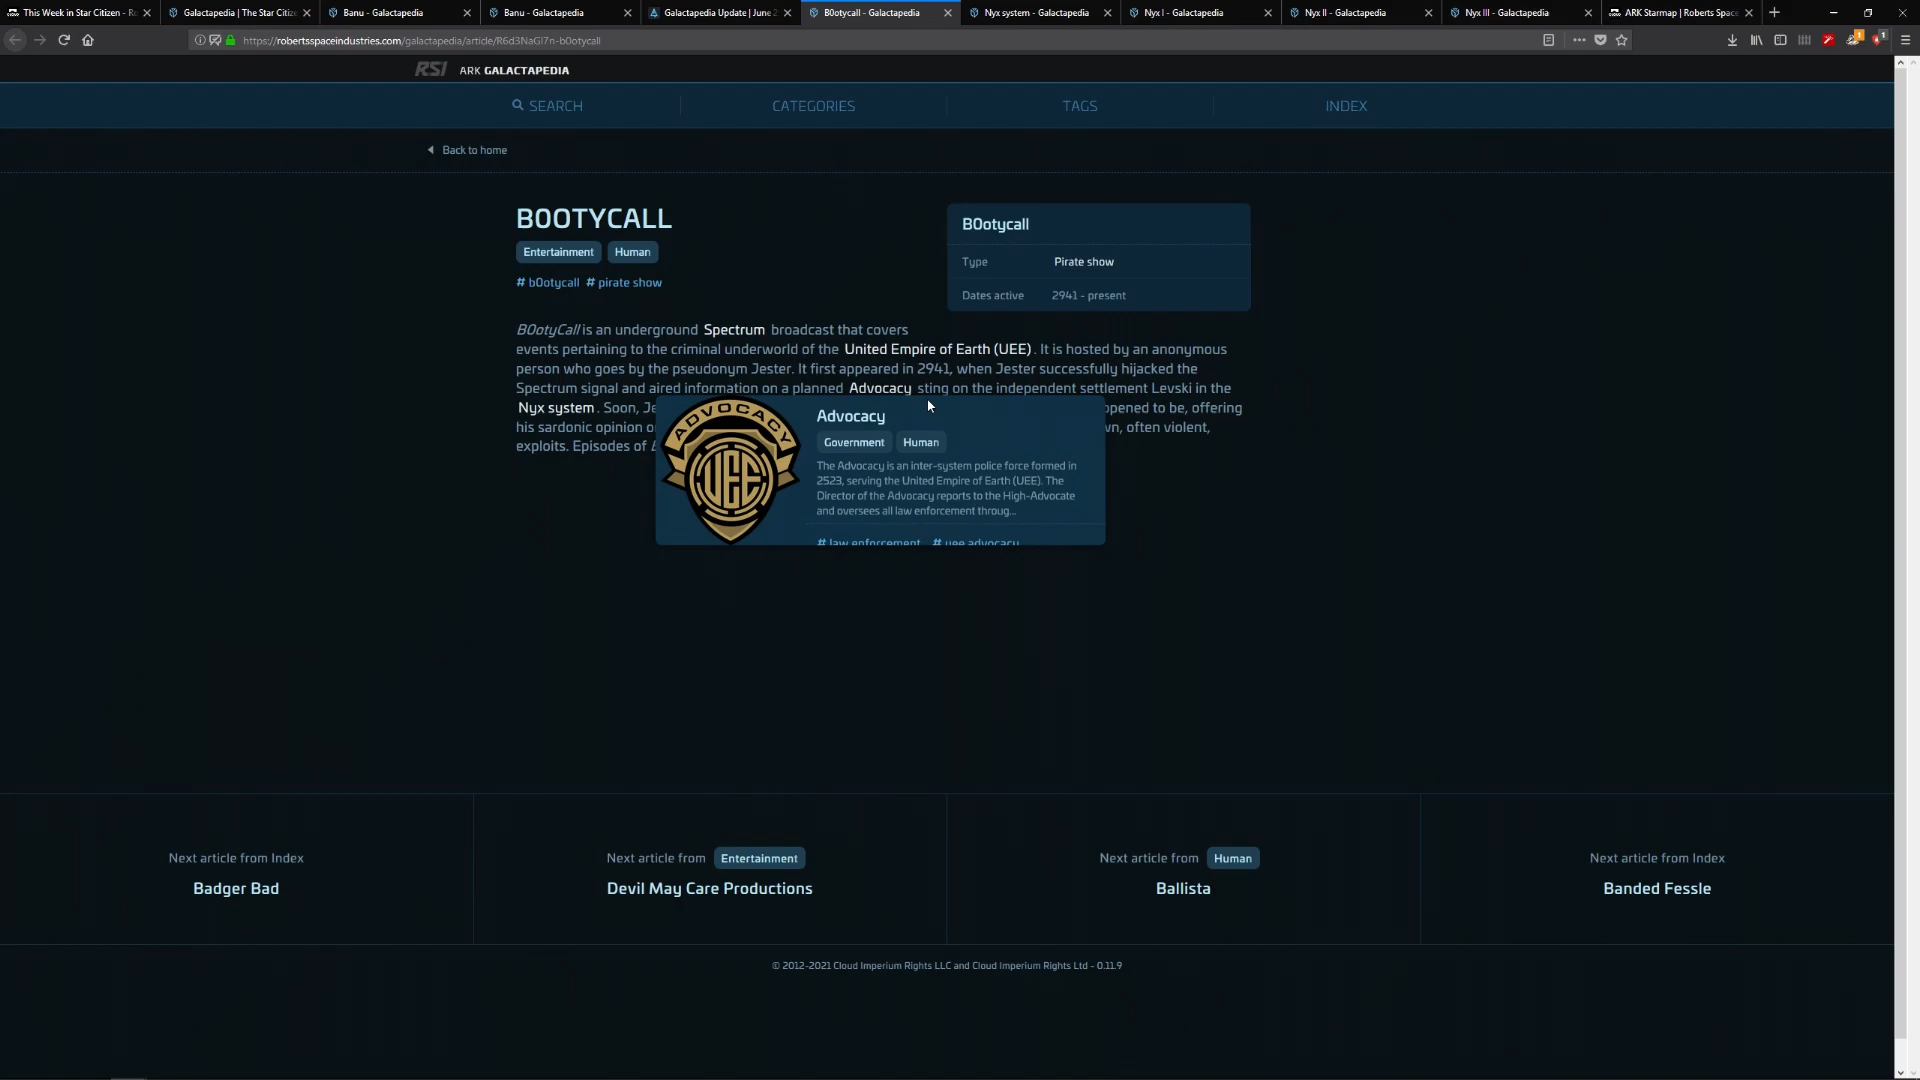 This Week in Star Citizen - Ro
Galactapedia | The Star Citize
Banu - Galactapedia
Banu - Galactapedia
Galactapedia Update | June 2
B0otycall - Galactapedia
Nyx system - Galactapedia
Nyx I - Galactapedia
Nyx II - Galactapedia
Nyx III - Galactapedia
ARK Starmap | Roberts Space
https://robertsspaceindustries.com/galactapedia/article/R6d3NaGl7n-b0otycall
1
1
RSI ARK GALACTAPEDIA
SEARCH
CATEGORIES
TAGS
INDEX
Back to home
B0OTYCALL
Entertainment Human
# b0otycall # pirate show
B0otycall
Type Pirate show
Dates active 2941 - present
B0otyCall is an underground Spectrum broadcast that covers
events pertaining to the criminal underworld of the United Empire of Earth (UEE). It is hosted by an anonymous
person who goes by the pseudonym Jester. It first appeared in 2941, when Jester successfully hijacked the
Spectrum signal and aired information on a planned Advocacy sting on the independent settlement Levski in the
Nyx system. Soon, Je opened to be, offering
his sardonic opinion o wn, often violent,
exploits. Episodes of
ADVOCACY
UEE
Advocacy
Government Human
The Advocacy is an inter-system police force formed in
2523, serving the United Empire of Earth (UEE). The
Director of the Advocacy reports to the High-Advocate
and oversees all law enforcement throug...
# law enforcement # uee advocacy
Next article from Index
Badger Bad
Next article from Entertainment
Devil May Care Productions
Next article from Human
Ballista
Next article from Index
Banded Fessle
© 2012-2021 Cloud Imperium Rights LLC and Cloud Imperium Rights Ltd - 0.11.9